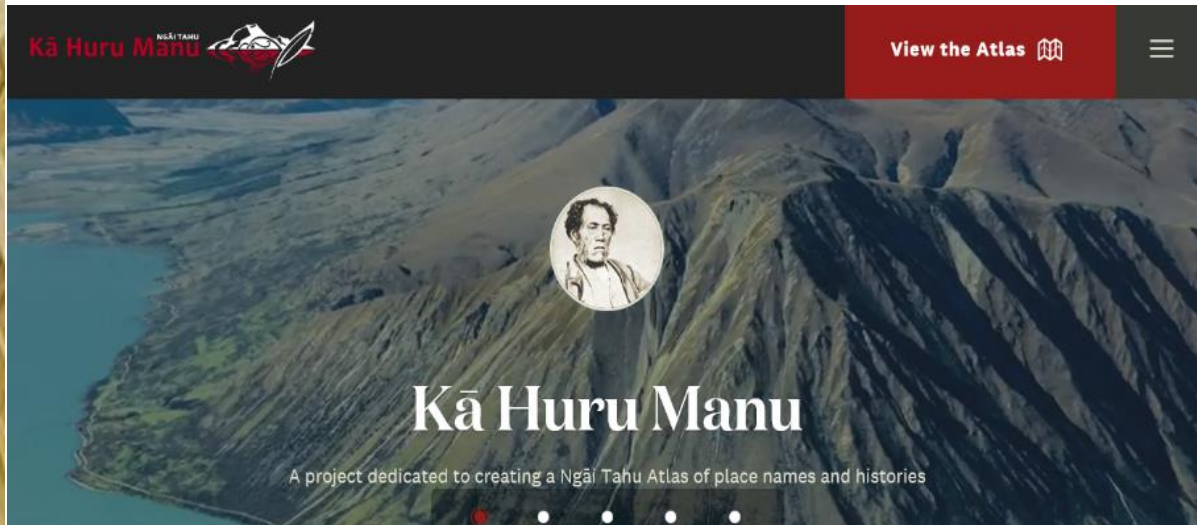 NGĀI TAHU
Kā Huru Manu
View the Atlas
Kā Huru Manu
A project dedicated to creating a Ngāi Tahu Atlas of place names and histories